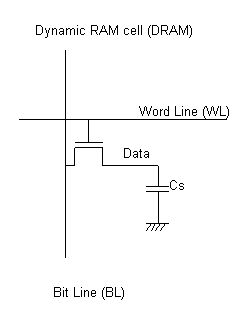 Dynamic RAM cell (DRAM)
Word Line (WL)
Data
Cs
Bit Line (BL)